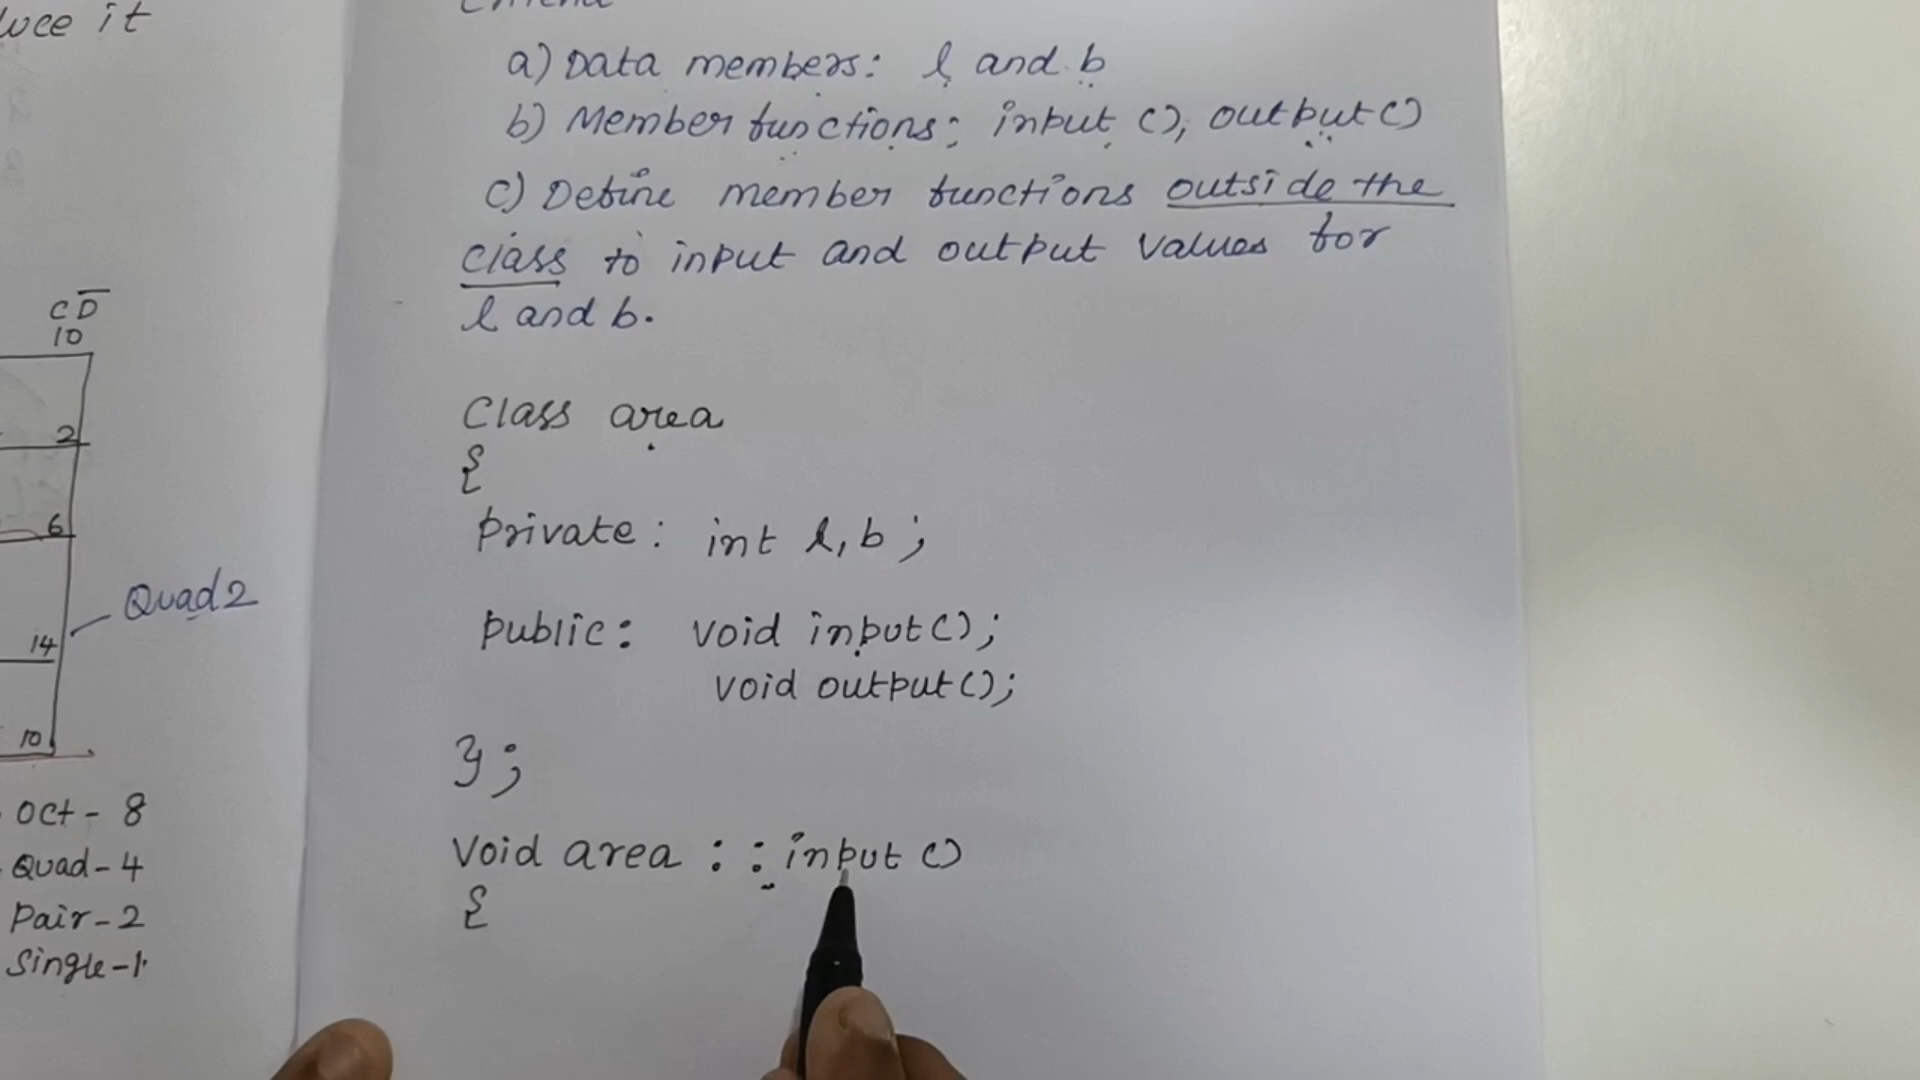 it
CD̅
10
2
6
Quad2
14
10
Oct - 8
Quad - 4
Pair - 2
Single - 1
a) Data members: l and b
b) Member functions: input (), output ()
c) Define member functions outside the
class to input and output values for
l and b.
Class area
{
private: int l, b;
public: void input();
void output();
};
Void area : : input ()
{